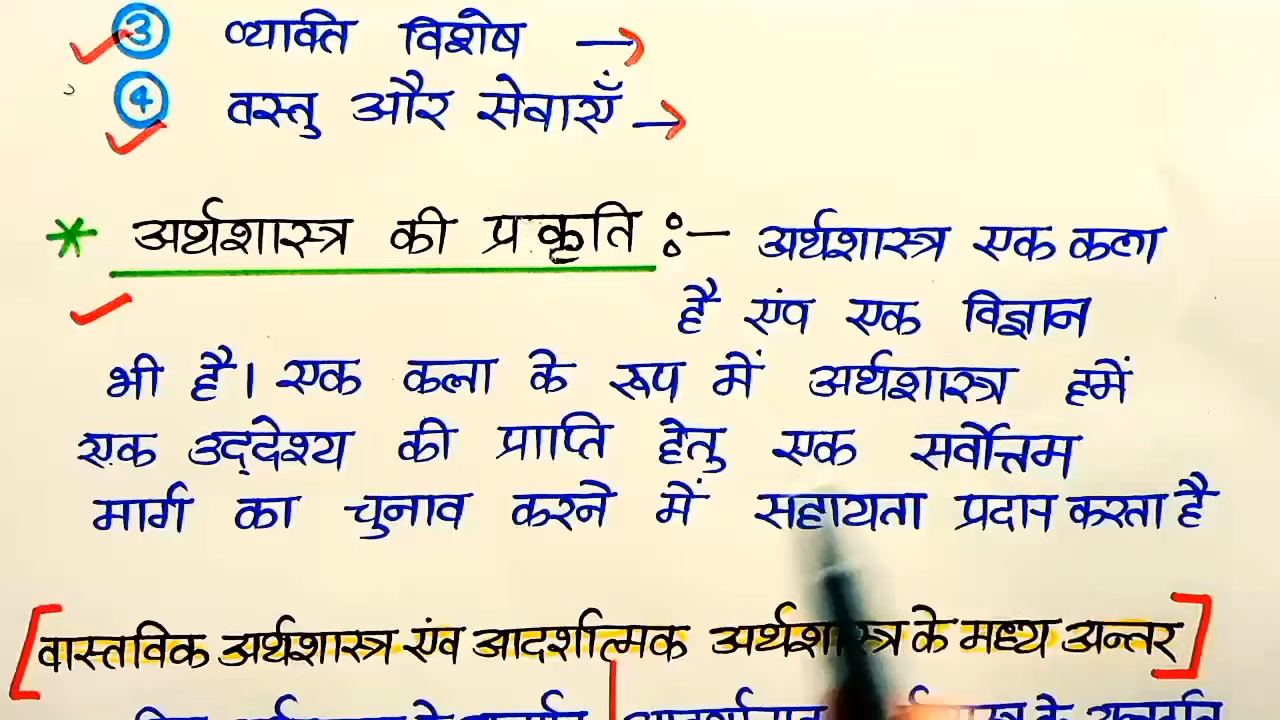 ③ व्यक्ति विशेष →
④ वस्तु और सेवाएँ →
* अर्थशास्त्र की प्रकृति :- अर्थशास्त्र एक कला
है एंव एक विज्ञान
भी है। एक कला के रूप में अर्थशास्त्र हमें
एक उद्देश्य की प्राप्ति हेतु एक सर्वोत्तम
मार्ग का चुनाव करने में सहायता प्रदान करता है
[वास्तविक अर्थशास्त्र एंव आदर्शात्मक अर्थशास्त्र के मध्य अन्तर]